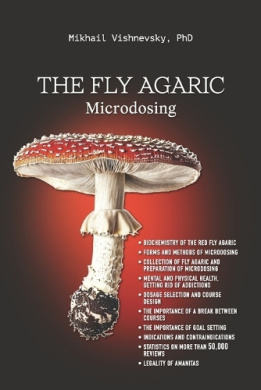 Mikhail Vishnevsky, PhD
THE FLY AGARIC
Microdosing
• BIOCHEMISTRY OF THE RED FLY AGARIC
• FORMS AND METHODS OF MICRODOSING
• COLLECTION OF FLY AGARIC AND
PREPARATION OF MICRODOSING
• MENTAL AND PHYSICAL HEALTH,
GETTING RID OF ADDICTIONS
• DOSAGE SELECTION AND COURSE
DESIGN
• THE IMPORTANCE OF A BREAK BETWEEN
COURSES
• THE IMPORTANCE OF GOAL SETTING
• INDICATIONS AND CONTRAINDICATIONS
• STATISTICS ON MORE THAN 50,000
REVIEWS
• LEGALITY OF AMANITAS